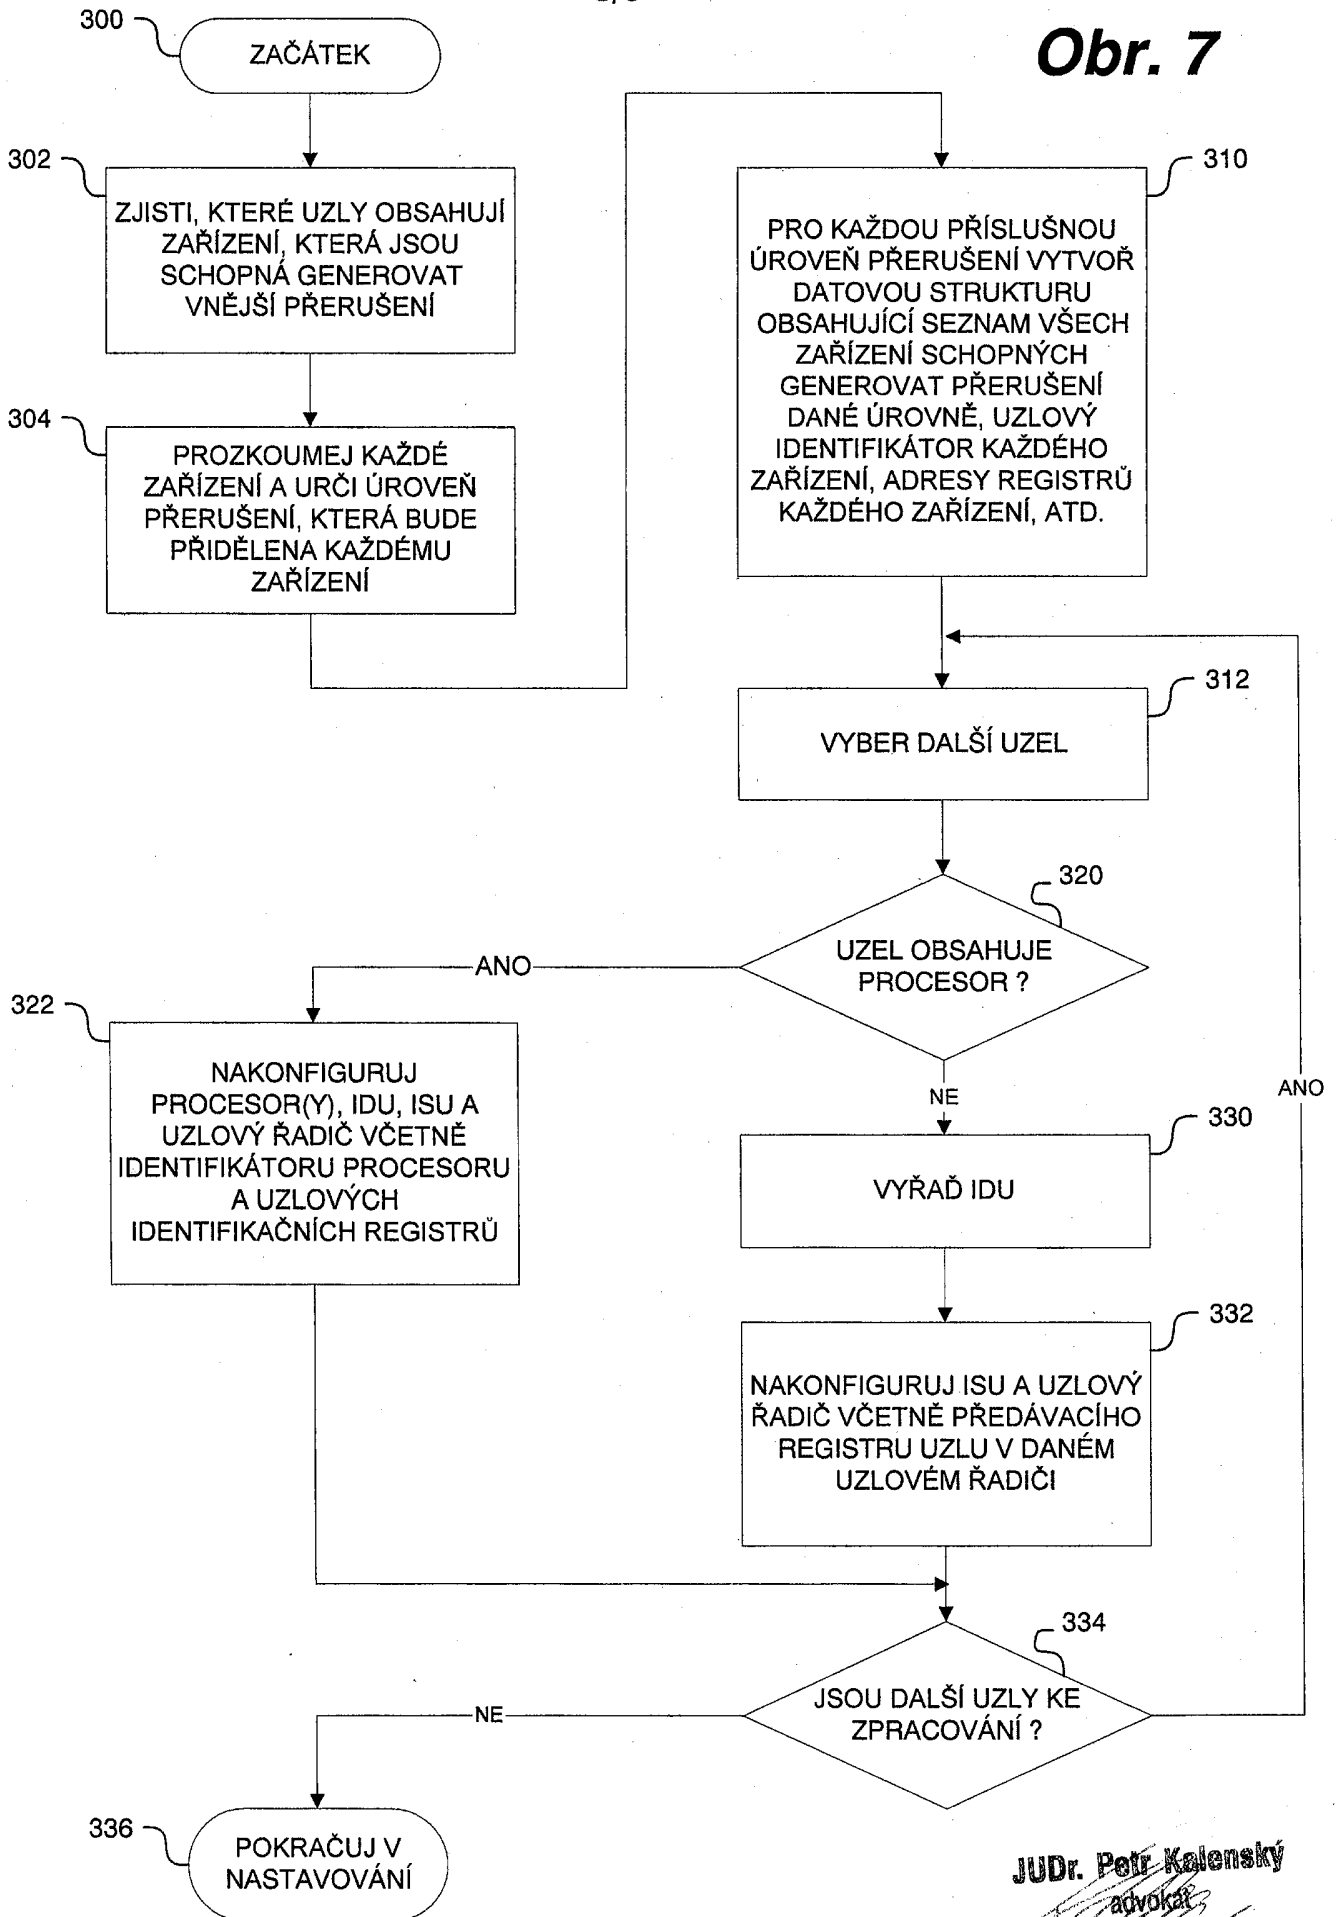 Obr. 7
300
ZAČÁTEK
302
ZJISTI, KTERÉ UZLY OBSAHUJÍ
ZAŘÍZENÍ, KTERÁ JSOU
SCHOPNÁ GENEROVAT
VNĚJŠÍ PŘERUŠENÍ
304
PROZKOUMEJ KAŽDÉ
ZAŘÍZENÍ A URČI ÚROVEŇ
PŘERUŠENÍ, KTERÁ BUDE
PŘIDĚLENA KAŽDÉMU
ZAŘÍZENÍ
310
PRO KAŽDOU PŘÍSLUŠNOU
ÚROVEŇ PŘERUŠENÍ VYTVOŘ
DATOVOU STRUKTURU
OBSAHUJÍCÍ SEZNAM VŠECH
ZAŘÍZENÍ SCHOPNÝCH
GENEROVAT PŘERUŠENÍ
DANÉ ÚROVNĚ, UZLOVÝ
IDENTIFIKÁTOR KAŽDÉHO
ZAŘÍZENÍ, ADRESY REGISTRŮ
KAŽDÉHO ZAŘÍZENÍ, ATD.
312
VYBER DALŠÍ UZEL
320
UZEL OBSAHUJE
PROCESOR ?
ANO
NE
322
NAKONFIGURUJ
PROCESOR(Y), IDU, ISU A
UZLOVÝ ŘADIČ VČETNĚ
IDENTIFIKÁTORU PROCESORU
A UZLOVÝCH
IDENTIFIKAČNÍCH REGISTRŮ
330
VYŘAĎ IDU
332
NAKONFIGURUJ ISU A UZLOVÝ
ŘADIČ VČETNĚ PŘEDÁVACÍHO
REGISTRU UZLU V DANÉM
UZLOVÉM ŘADIČI
334
JSOU DALŠÍ UZLY KE
ZPRACOVÁNÍ ?
ANO
NE
336
POKRAČUJ V
NASTAVOVÁNÍ
JUDr. Petr Kalenský
advokát